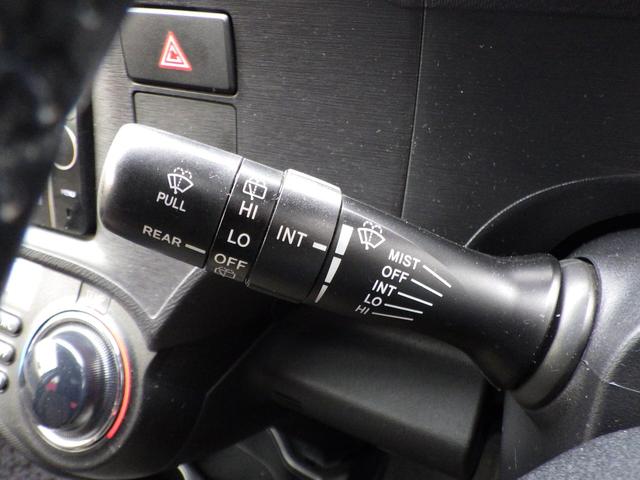 PULL
REAR
HI
LO
OFF
INT
MIST
OFF
INT
LO
HI